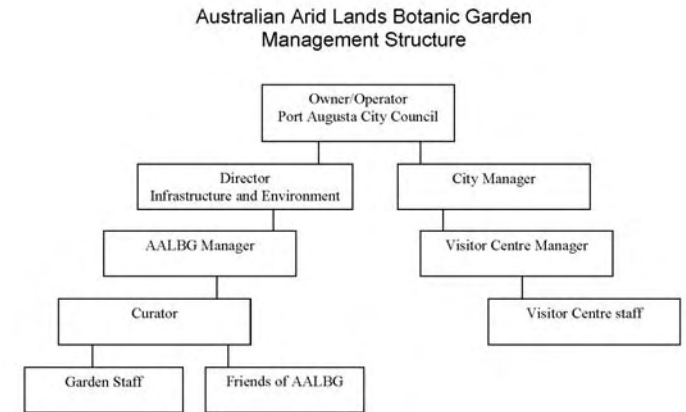 Australian Arid Lands Botanic Garden
Management Structure
Owner/Operator
Port Augusta City Council
Director
Infrastructure and Environment
City Manager
AALBG Manager
Visitor Centre Manager
Curator
Visitor Centre staff
Garden Staff
Friends of AALBG